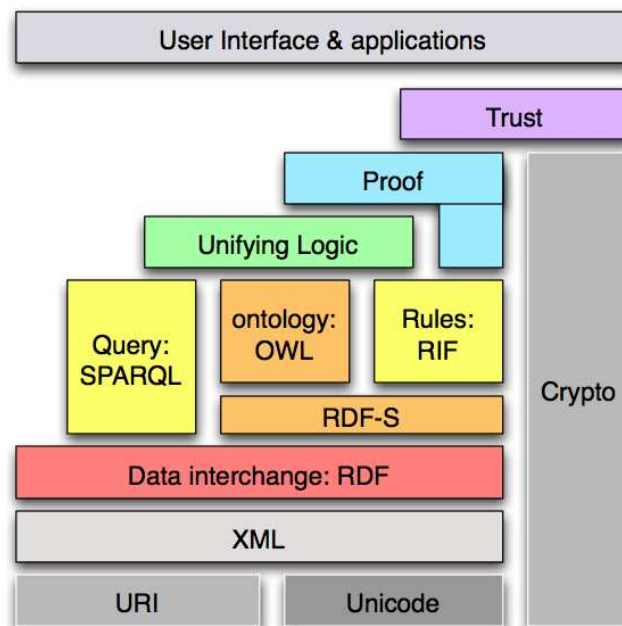 User Interface & applications
Trust
Proof
Unifying Logic
Query:
SPARQL
ontology:
OWL
Rules:
RIF
RDF-S
Crypto
Data interchange: RDF
XML
URI
Unicode